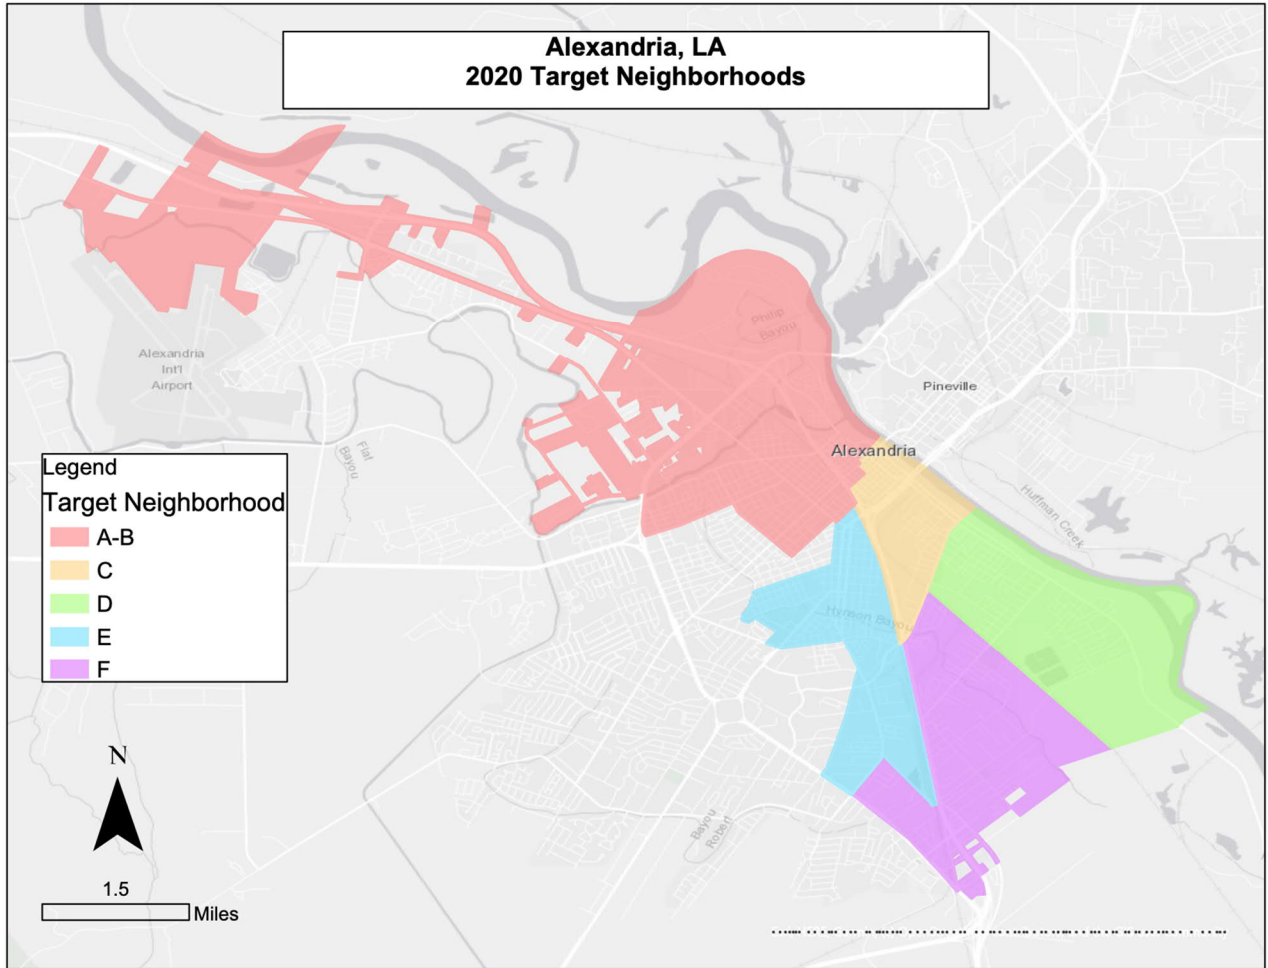 Alexandria, LA
2020 Target Neighborhoods
Philip
Bayou
Alexandria
Int'l
Airport
Pineville
Alexandria
Flat
Bayou
Huffman Creek
Legend
Target Neighborhood
A-B
C
D
E
F
Hynson Bayou
N
Bayou
Robert
1.5
Miles